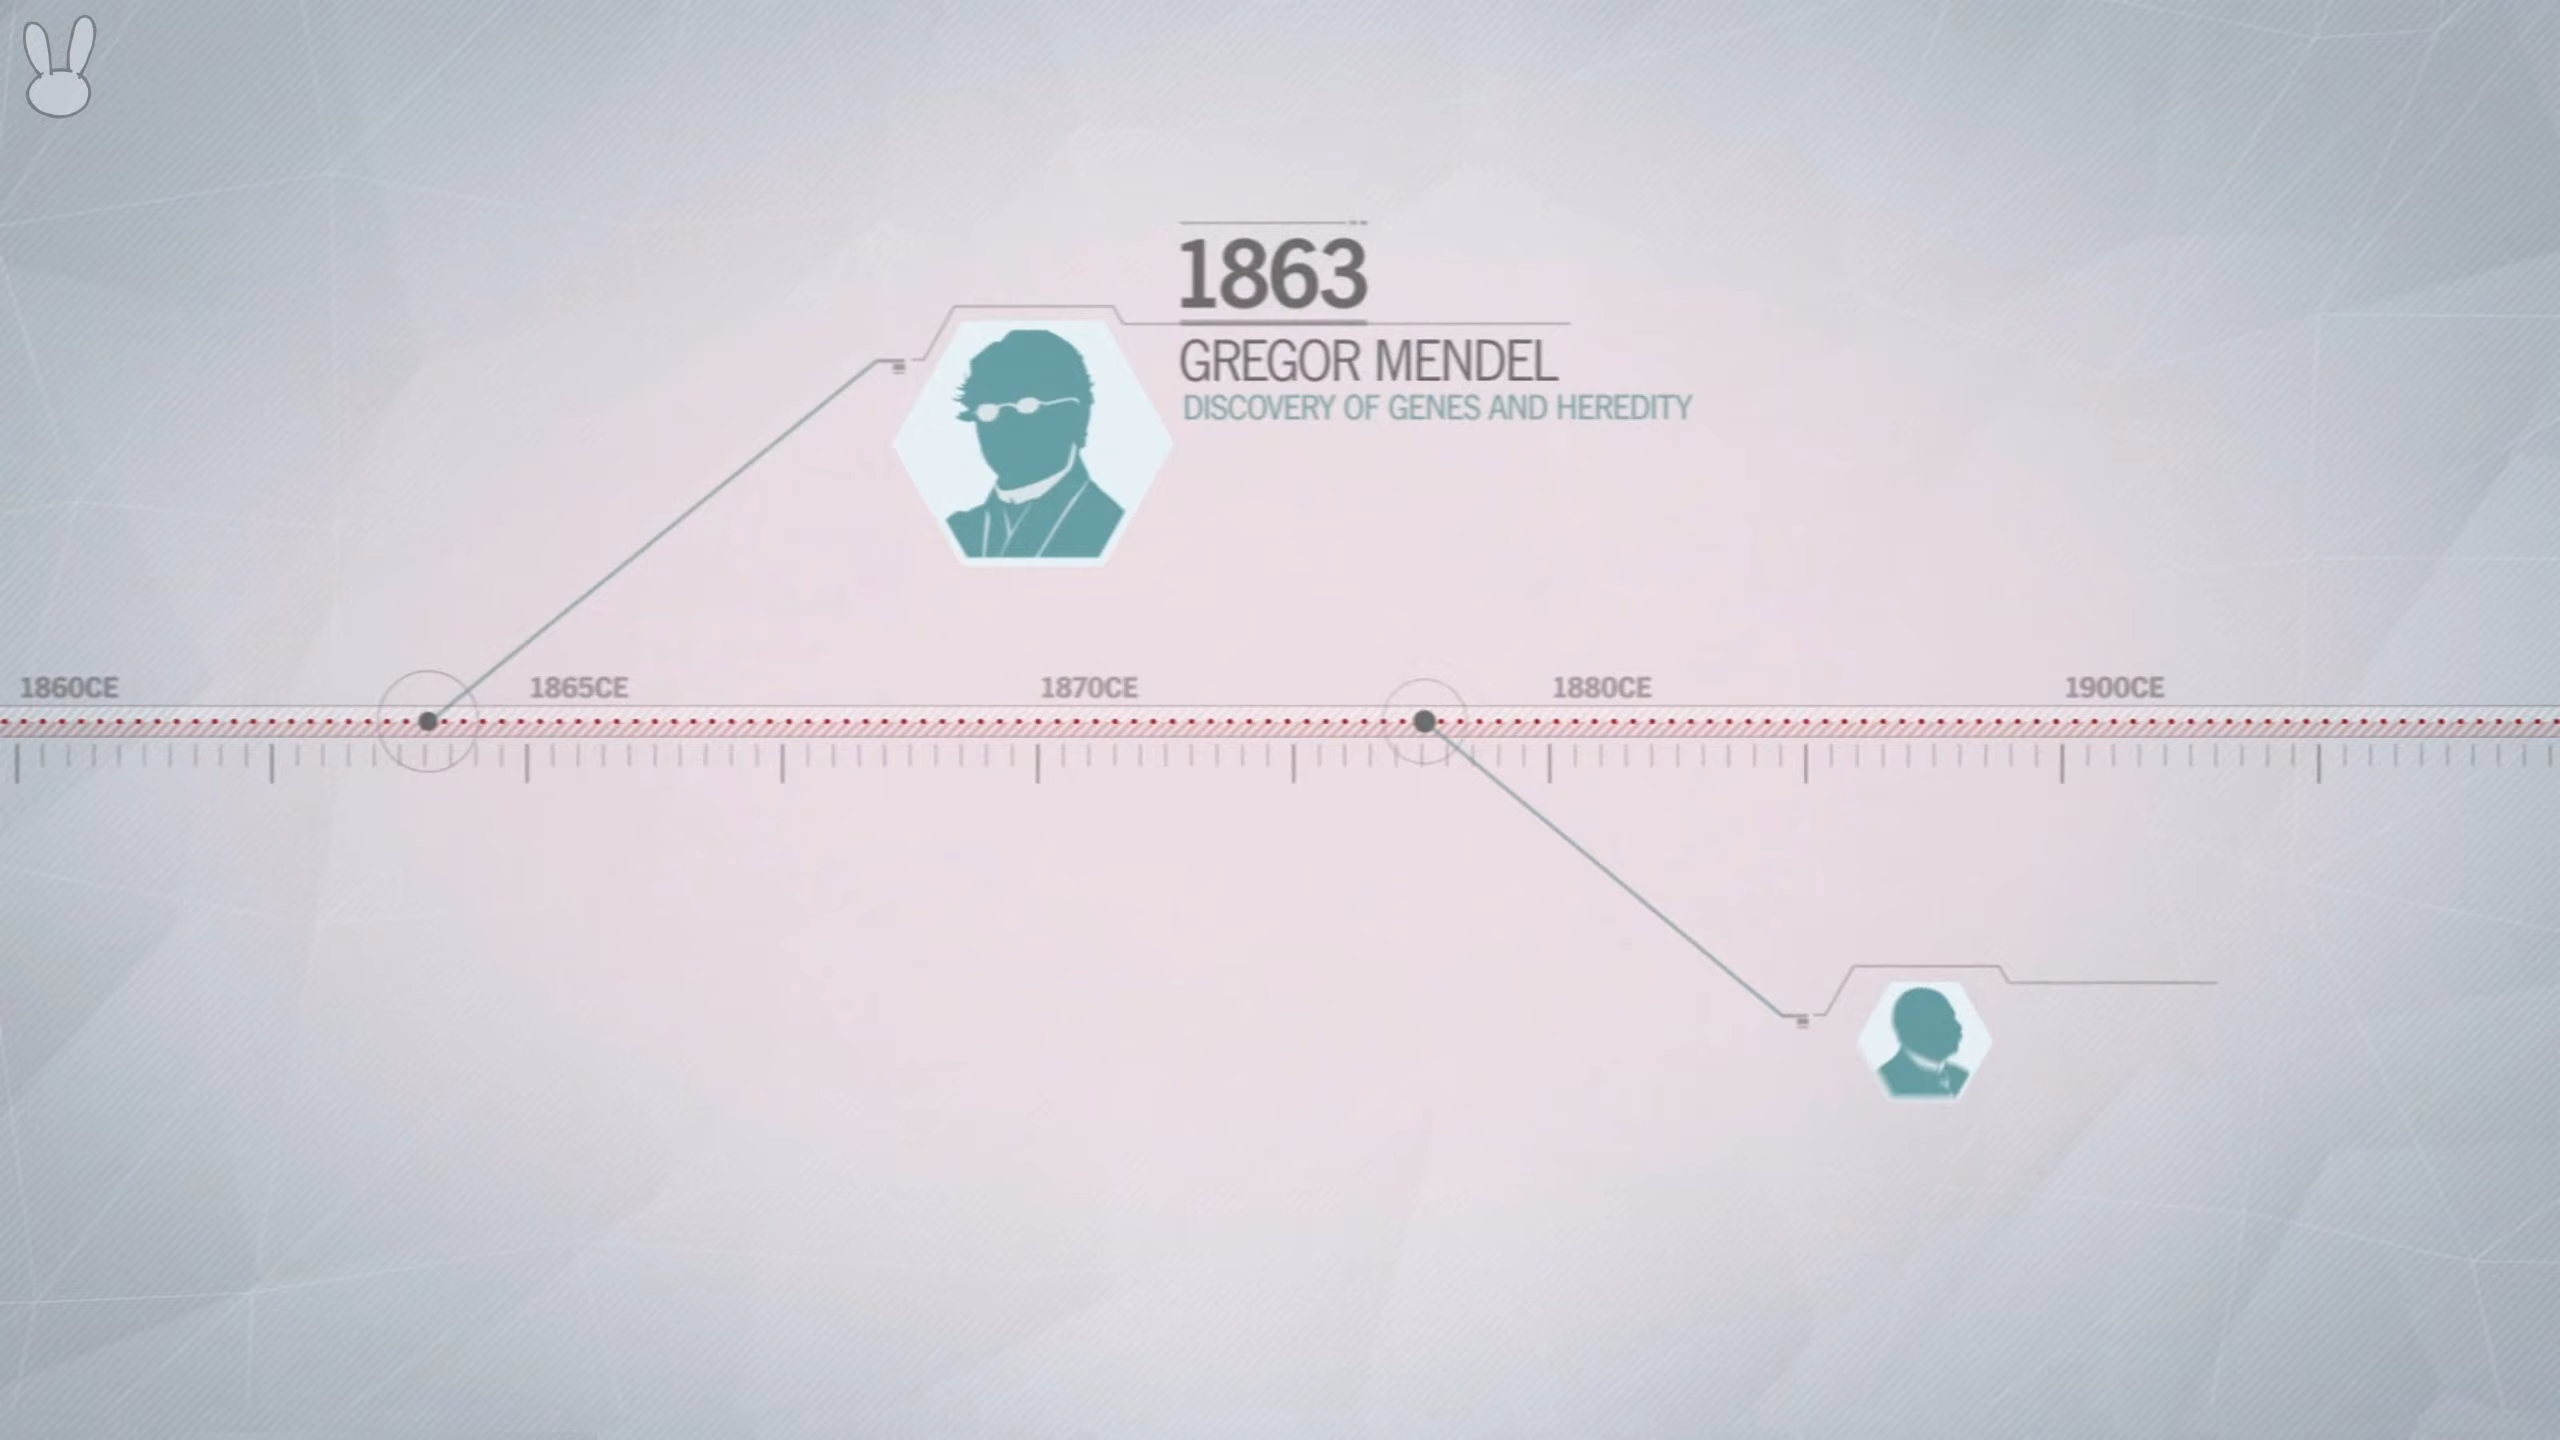 1863
GREGOR MENDEL
DISCOVERY OF GENES AND HEREDITY
1860CE
1865CE
1870CE
1880CE
1900CE